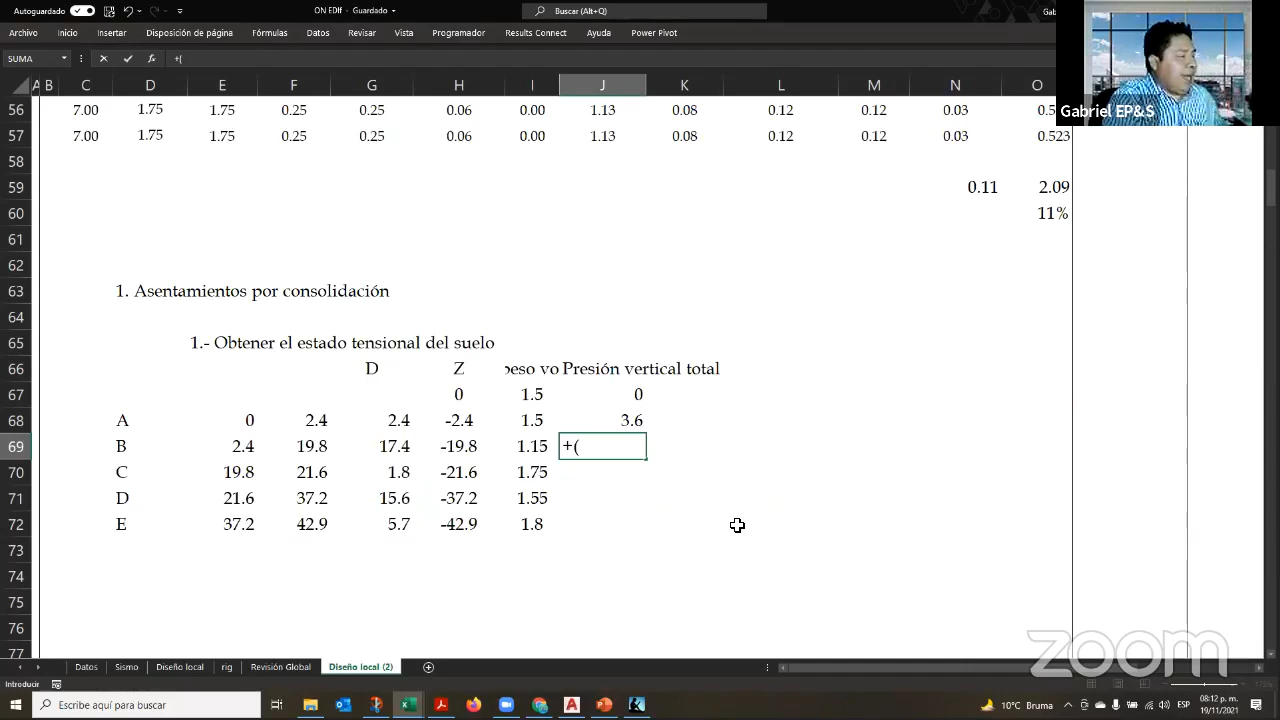 Autoguardado
ON EDIF - Guardado
Buscar (Alt+Q)
Archivo Inicio Insertar Disposición de página Fórmulas Datos Revisar Programador Results Connect Ayuda Power Pivot
SUMA +(
Gabriel EP&S
A B C D E F G H I J K L M N O
56 7.00 1.75 1.75 0.25 0.25 0.06 0.00 1.13 0.08 0.12 0.12 0.03
57 7.00 1.75 1.75 0.25 0.25 0.06 0.00 1.13 0.08 0.12 0.12 0.03 0.523
58
59 0.11 2.09
60 11%
61
62
63 1. Asentamientos por consolidación
64
65 1.- Obtener el estado tensional del suelo
66 D Z peso vo Presión vertical total
67 0 1.5 0
68 A 0 2.4 2.4 -2.4 1.5 3.6
69 B 2.4 19.8 17.4 -19.8 1.15 +(
70 C 19.8 21.6 1.8 -21.6 1.75
71 D 21.6 37.2 15.6 -37.2 1.55
72 E 37.2 42.9 5.7 -42.9 1.8
73
74
75
76
77
zoom
Datos Sismo Diseño local rig Revisión Global Diseño local (2)
Introducir
Escribe aquí para buscar
10°C Bruma
ESP
08:12 p. m.
19/11/2021